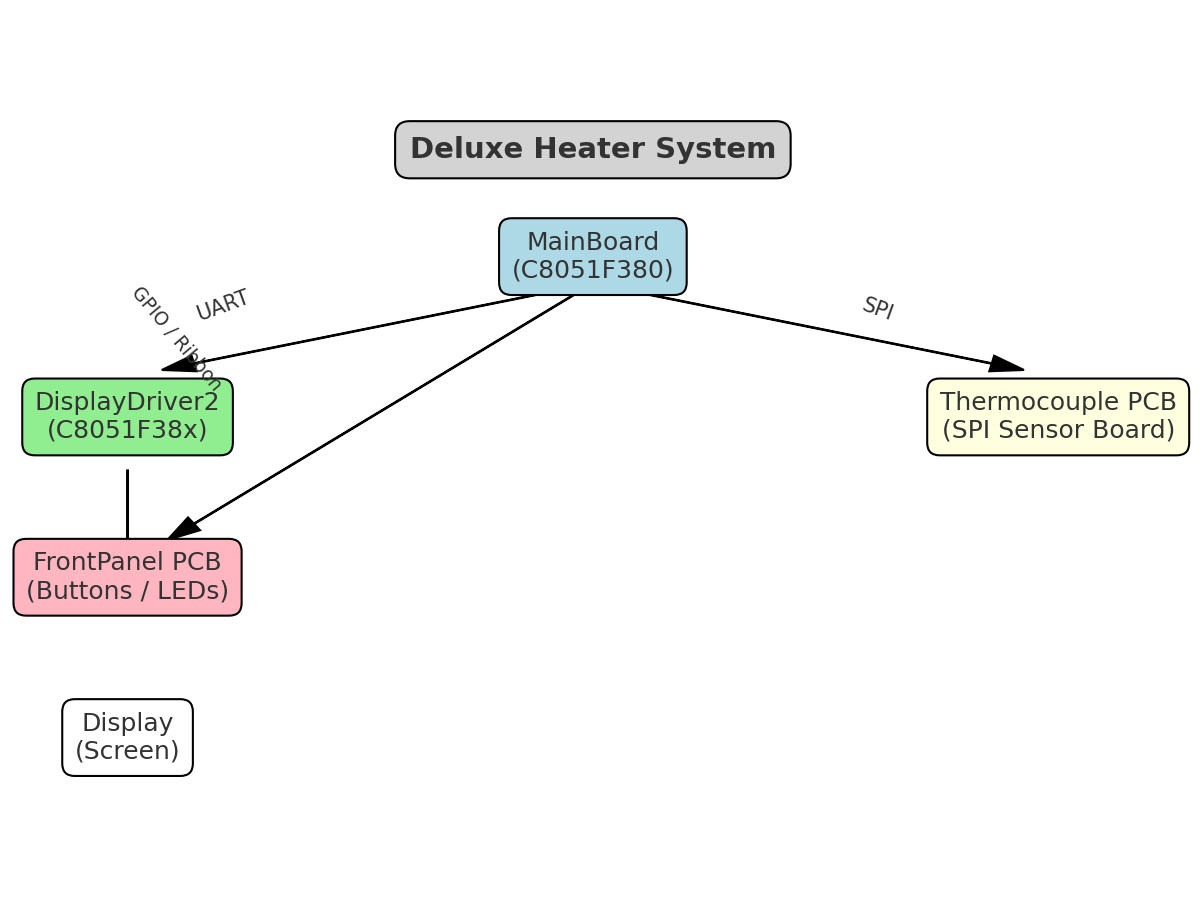 Deluxe Heater System
MainBoard
(C8051F380)
UART
GPIO / Ribbon
SPI
DisplayDriver2
(C8051F38x)
Thermocouple PCB
(SPI Sensor Board)
FrontPanel PCB
(Buttons / LEDs)
Display
(Screen)